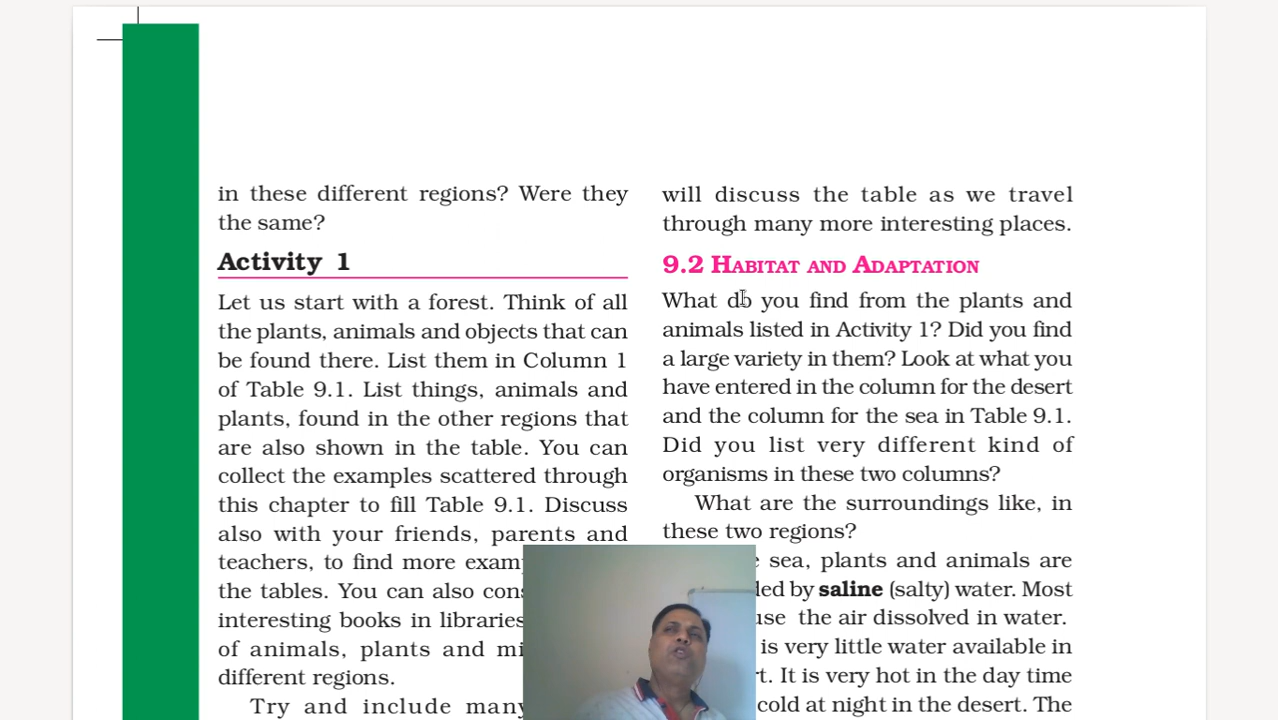 in these different regions? Were they
the same?
Activity 1
Let us start with a forest. Think of all
the plants, animals and objects that can
be found there. List them in Column 1
of Table 9.1. List things, animals and
plants, found in the other regions that
are also shown in the table. You can
collect the examples scattered through
this chapter to fill Table 9.1. Discuss
also with your friends, parents and
teachers, to find more
the tables. You can also
interesting books in libraries
of animals, plants and
different regions.
Try and include many
will discuss the table as we travel
through many more interesting places.
9.2 HABITAT AND ADAPTATION
What do you find from the plants and
animals listed in Activity 1? Did you find
a large variety in them? Look at what you
have entered in the column for the desert
and the column for the sea in Table 9.1.
Did you list very different kind of
organisms in these two columns?
What are the surroundings like, in
these two regions?
sea, plants and animals are
by saline (salty) water. Most
use the air dissolved in water.
is very little water available in
It is very hot in the day time
cold at night in the desert. The